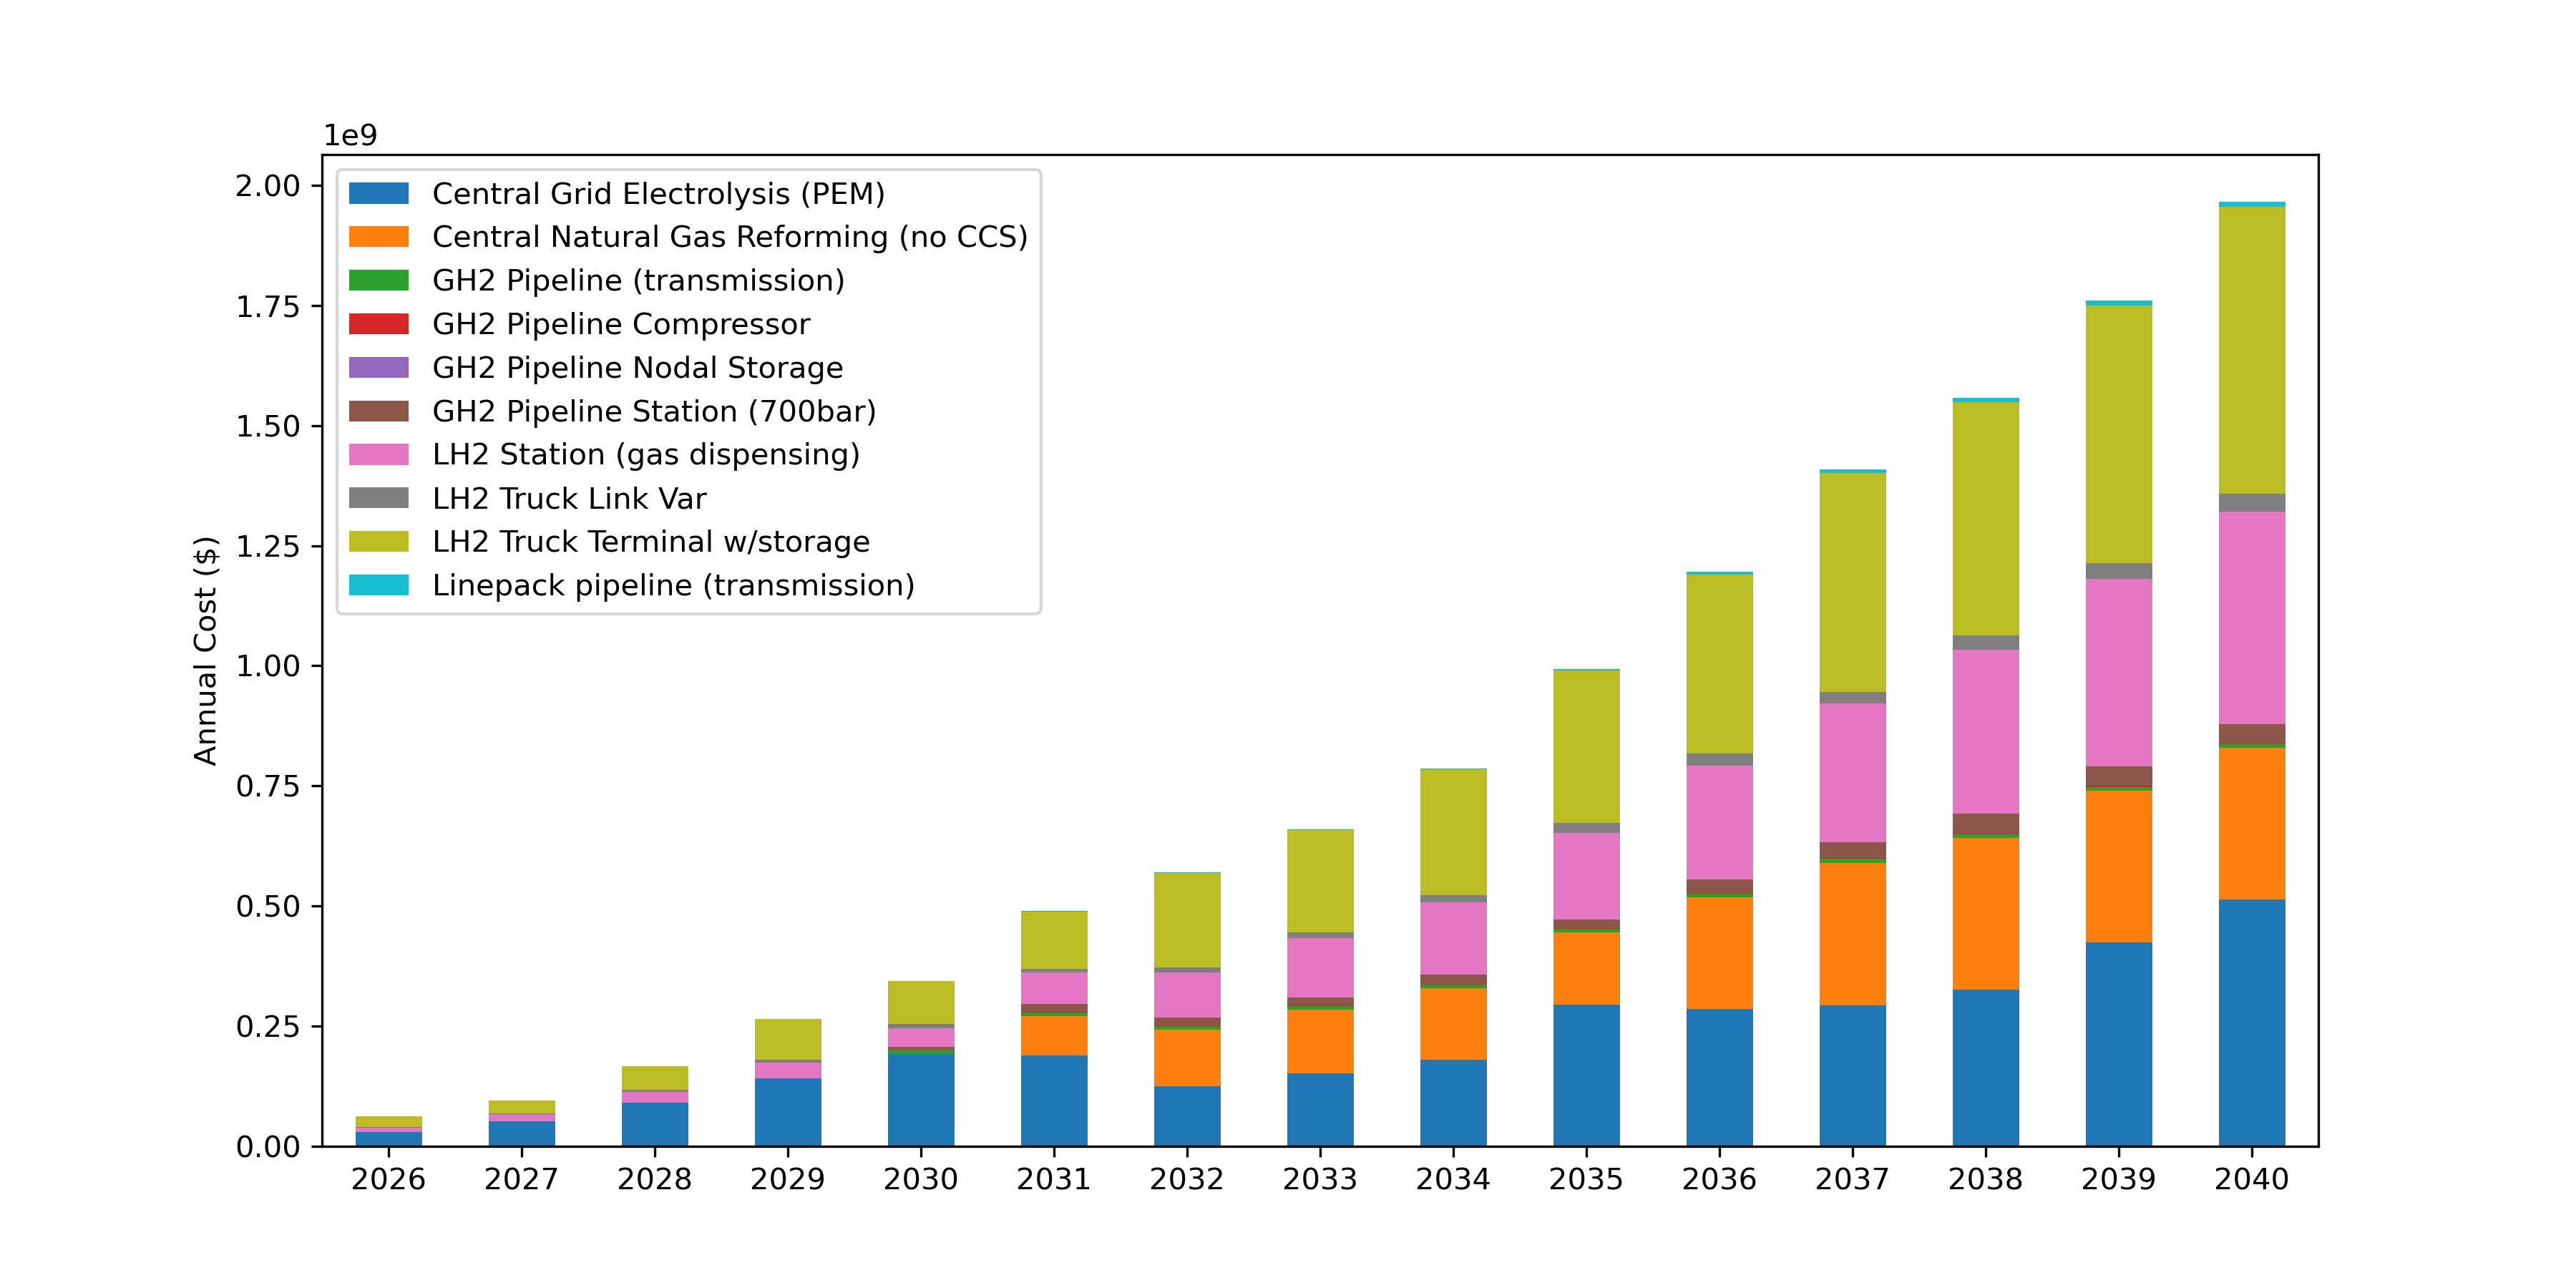 1e9
2.00
1.75
1.50
1.25
1.00
0.75
0.50
0.25
0.00
Annual Cost ($)
Central Grid Electrolysis (PEM)
Central Natural Gas Reforming (no CCS)
GH2 Pipeline (transmission)
GH2 Pipeline Compressor
GH2 Pipeline Nodal Storage
GH2 Pipeline Station (700bar)
LH2 Station (gas dispensing)
LH2 Truck Link Var
LH2 Truck Terminal w/storage
Linepack pipeline (transmission)
2026 2027 2028 2029 2030 2031 2032 2033 2034 2035 2036 2037 2038 2039 2040